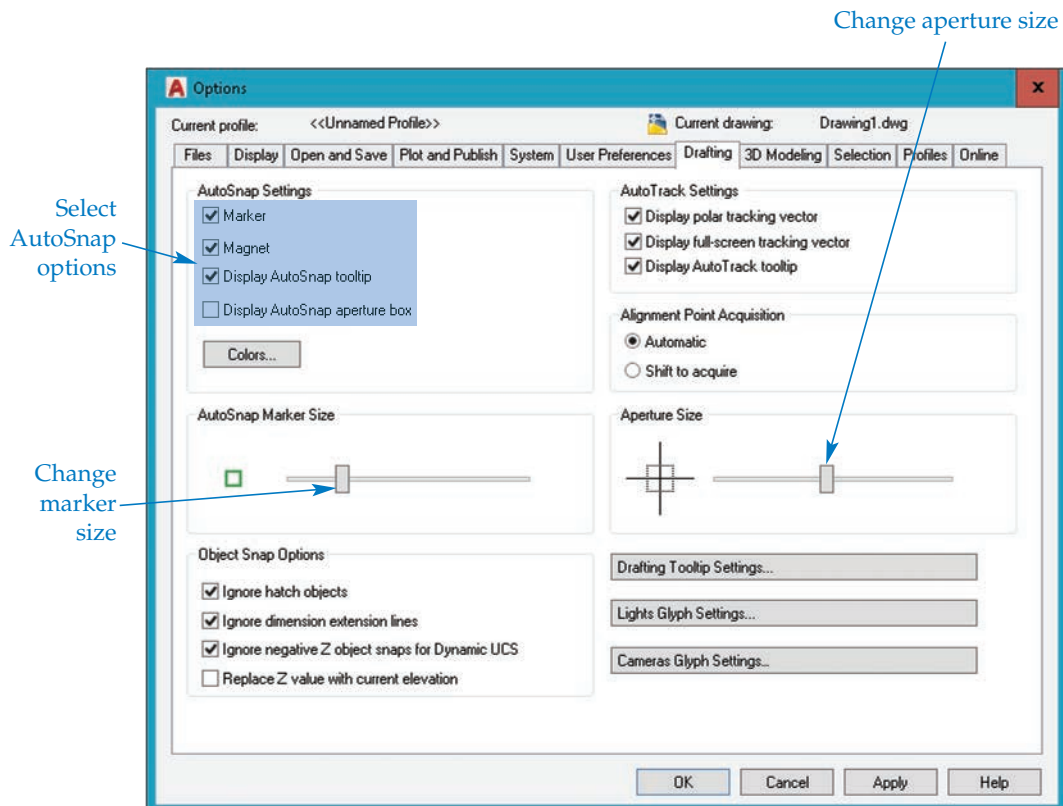 Change aperture size
A Options x
Current profile: <<Unnamed Profile>> Current drawing: Drawing1.dwg
Files Display Open and Save Plot and Publish System User Preferences Drafting 3D Modeling Selection Profiles Online
Select
AutoSnap
options
AutoSnap Settings
Marker
Magnet
Display AutoSnap tooltip
Display AutoSnap aperture box
Colors...
AutoTrack Settings
Display polar tracking vector
Display full-screen tracking vector
Display AutoTrack tooltip
Alignment Point Acquisition
Automatic
Shift to acquire
Change
marker
size
AutoSnap Marker Size
Aperture Size
Object Snap Options
Ignore hatch objects
Ignore dimension extension lines
Ignore negative Z object snaps for Dynamic UCS
Replace Z value with current elevation
Drafting Tooltip Settings...
Lights Glyph Settings...
Cameras Glyph Settings...
OK Cancel Apply Help